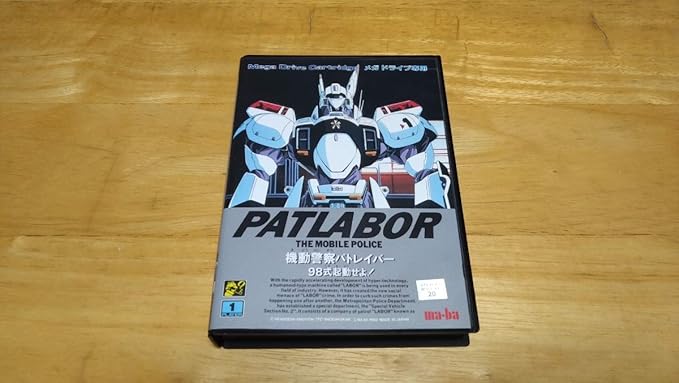 Mega Drive Cartridge メガドライブ専用
1
PATLABOR
THE MOBILE POLICE
機動警察パトレイバー
98式起動せよ!
With the rapidly accelerating development of hyper-technology,
a humanoid-type machine called "LABOR" is being used in every
field of industry. However, it has created the new social
menace of "LABOR" crime. In order to curb such crimes from
happening one after another, the Metropolitan Police Department,
has established a special department, the "Special Vehicle
Section No. 2". It consists of a company of patrol "LABOR" known as
20
1
PLAYER
ma-ba